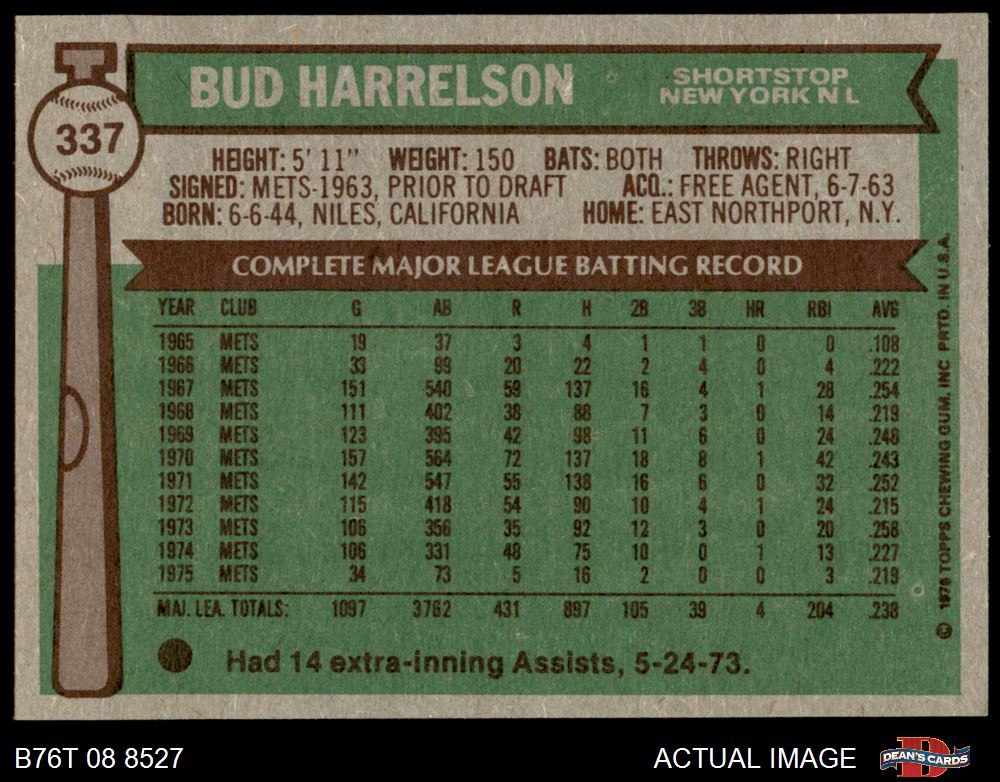 337
BUD HARRELSON
SHORTSTOP
NEW YORK N L
HEIGHT: 5' 11" WEIGHT: 150 BATS: BOTH THROWS: RIGHT
SIGNED: METS-1963, PRIOR TO DRAFT ACQ.: FREE AGENT, 6-7-63
BORN: 6-6-44, NILES, CALIFORNIA HOME: EAST NORTHPORT, N.Y.
COMPLETE MAJOR LEAGUE BATTING RECORD
YEAR CLUB G AB R H 2B 3B HR RBI AVG
1965 METS 19 37 3 4 1 1 0 0 .108
1966 METS 33 99 20 22 2 4 0 4 .222
1967 METS 151 540 59 137 16 4 1 28 .254
1968 METS 111 402 38 88 7 3 0 14 .219
1969 METS 123 395 42 98 11 6 0 24 .248
1970 METS 157 564 72 137 18 8 1 42 .243
1971 METS 142 547 55 138 16 6 0 32 .252
1972 METS 115 418 54 90 10 4 1 24 .215
1973 METS 106 356 35 92 12 3 0 20 .258
1974 METS 106 331 48 75 10 0 1 13 .227
1975 METS 34 73 5 16 2 0 0 3 .219
MAJ. LEA. TOTALS: 1097 3762 431 897 105 39 4 204 .238
Had 14 extra-inning Assists, 5-24-73.
© 1976 TOPPS CHEWING GUM, INC PRTD. IN U.S.A.
B76T 08 8527
ACTUAL IMAGE
DEAN'S CARDS